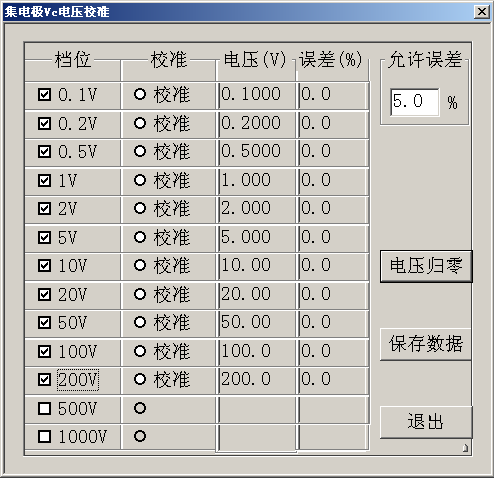 集电极Vc电压校准
档位 校准 电压(V) 误差(%) 允许误差
0.1V 校准 0.1000 0.0 5.0 %
0.2V 校准 0.2000 0.0
0.5V 校准 0.5000 0.0
1V 校准 1.000 0.0
2V 校准 2.000 0.0
5V 校准 5.000 0.0
10V 校准 10.00 0.0 电压归零
20V 校准 20.00 0.0
50V 校准 50.00 0.0
100V 校准 100.0 0.0 保存数据
200V 校准 200.0 0.0
500V
1000V 退出